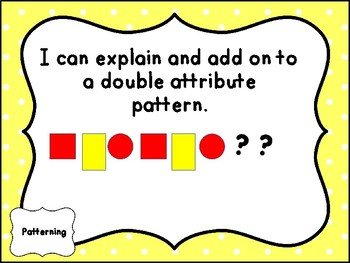 I can explain and add on to
a double attribute
pattern.
? ?
Patterning